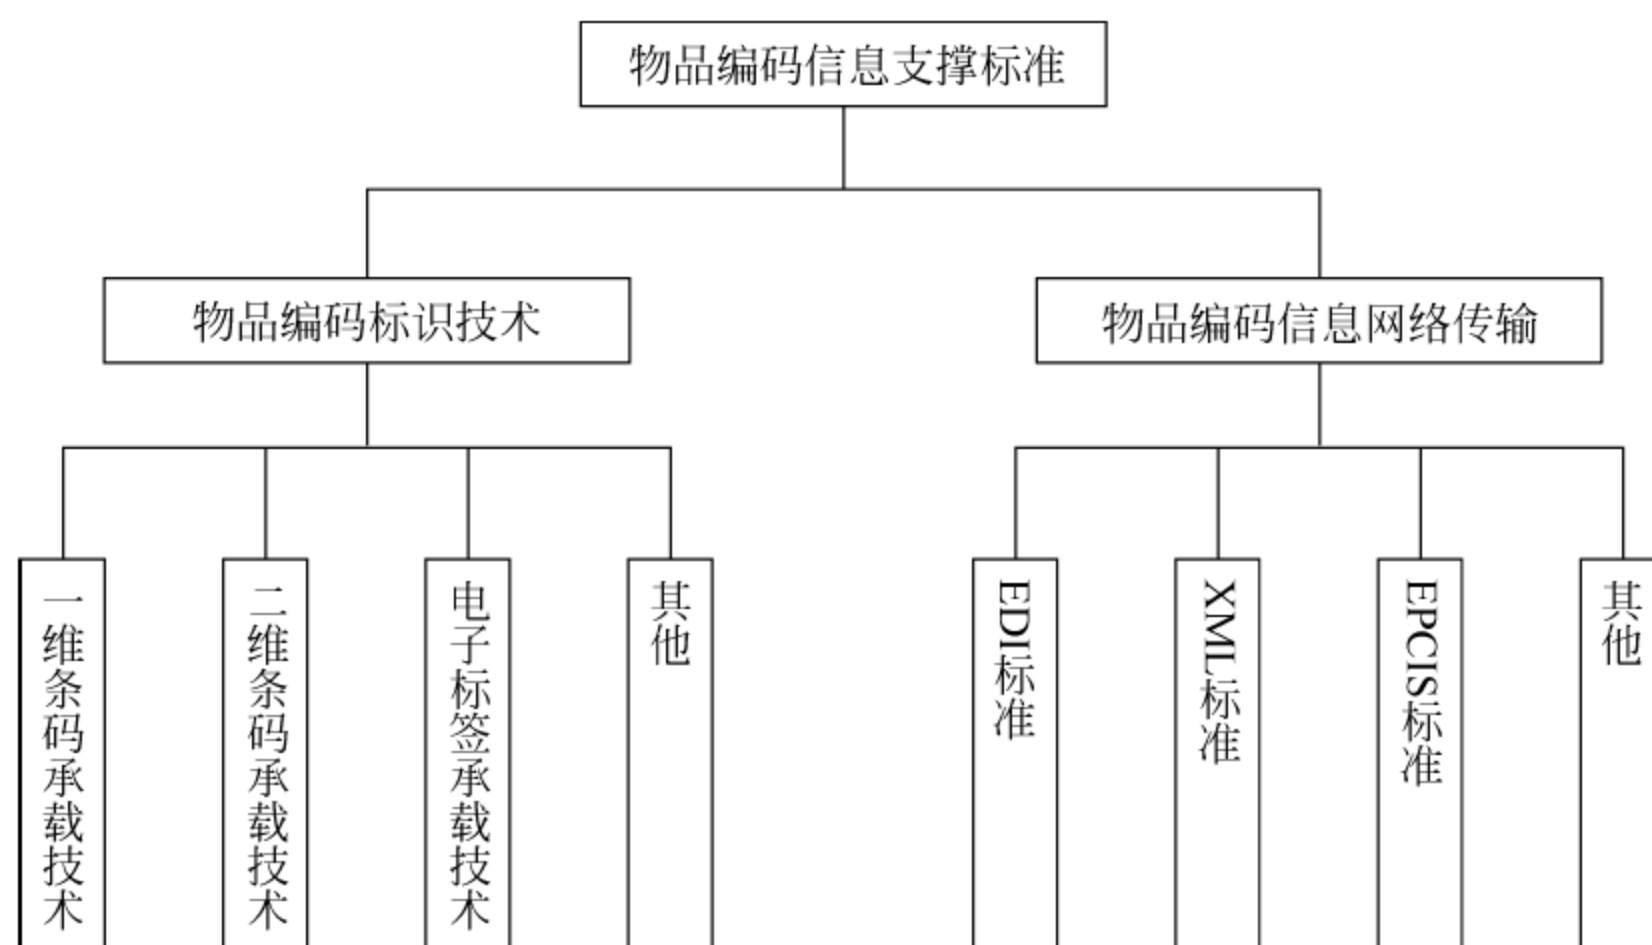 物品编码信息支撑标准
物品编码标识技术
物品编码信息网络传输
一维条码承载技术
二维条码承载技术
电子标签承载技术
其他
EDI标准
XML标准
EPCIS标准
其他